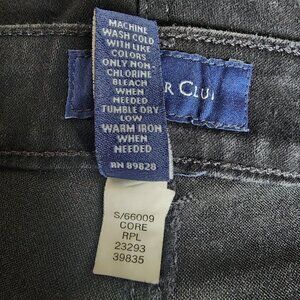 MACHINE
WASH COLD
WITH LIKE
COLORS
ONLY NON-
CHLORINE
BLEACH
WHEN
NEEDED
TUMBLE DRY
LOW
WARM IRON
WHEN
NEEDED
RN 89828
R CLU
S/66009
CORE
RPL
23293
39835